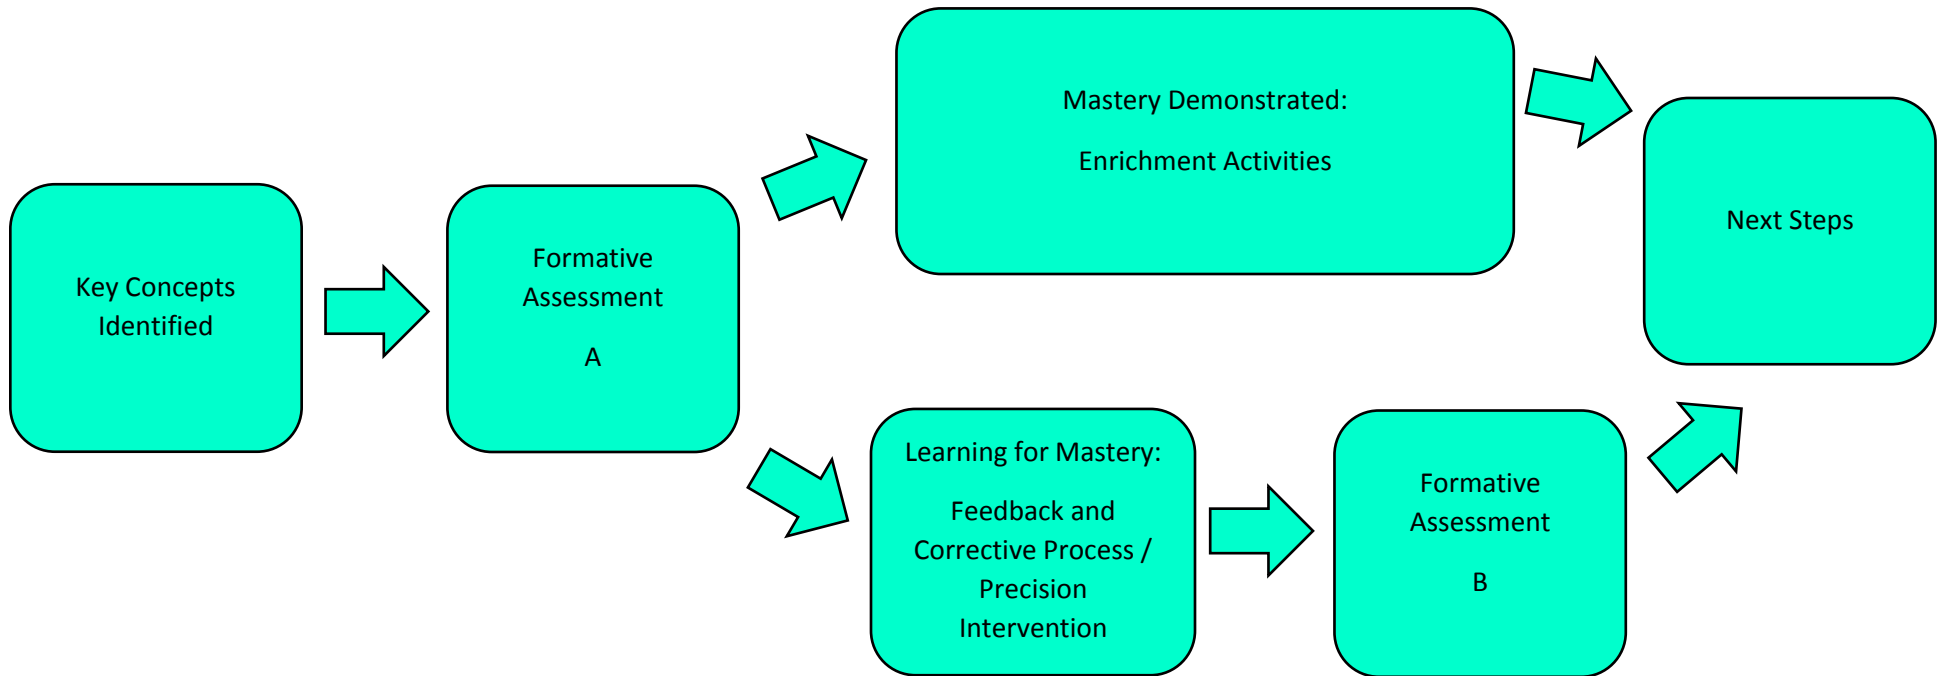 Key Concepts
Identified
Formative
Assessment
A
Mastery Demonstrated:
Enrichment Activities
Learning for Mastery:
Feedback and
Corrective Process /
Precision
Intervention
Formative
Assessment
B
Next Steps